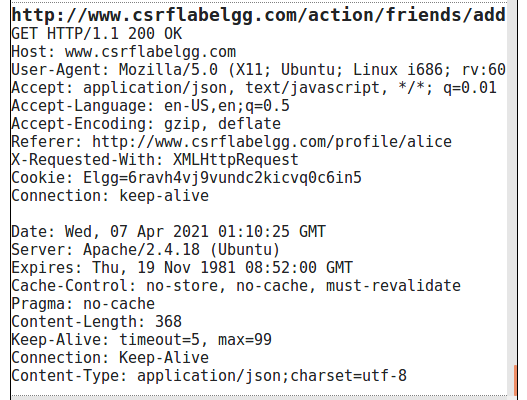 http://www.csrflabelgg.com/action/friends/add
GET HTTP/1.1 200 OK
Host: www.csrflabelgg.com
User-Agent: Mozilla/5.0 (X11; Ubuntu; Linux i686; rv:60
Accept: application/json, text/javascript, */*; q=0.01
Accept-Language: en-US,en;q=0.5
Accept-Encoding: gzip, deflate
Referer: http://www.csrflabelgg.com/profile/alice
X-Requested-With: XMLHttpRequest
Cookie: Elgg=6ravh4vj9vundc2kicvq0c6in5
Connection: keep-alive
Date: Wed, 07 Apr 2021 01:10:25 GMT
Server: Apache/2.4.18 (Ubuntu)
Expires: Thu, 19 Nov 1981 08:52:00 GMT
Cache-Control: no-store, no-cache, must-revalidate
Pragma: no-cache
Content-Length: 368
Keep-Alive: timeout=5, max=99
Connection: Keep-Alive
Content-Type: application/json;charset=utf-8